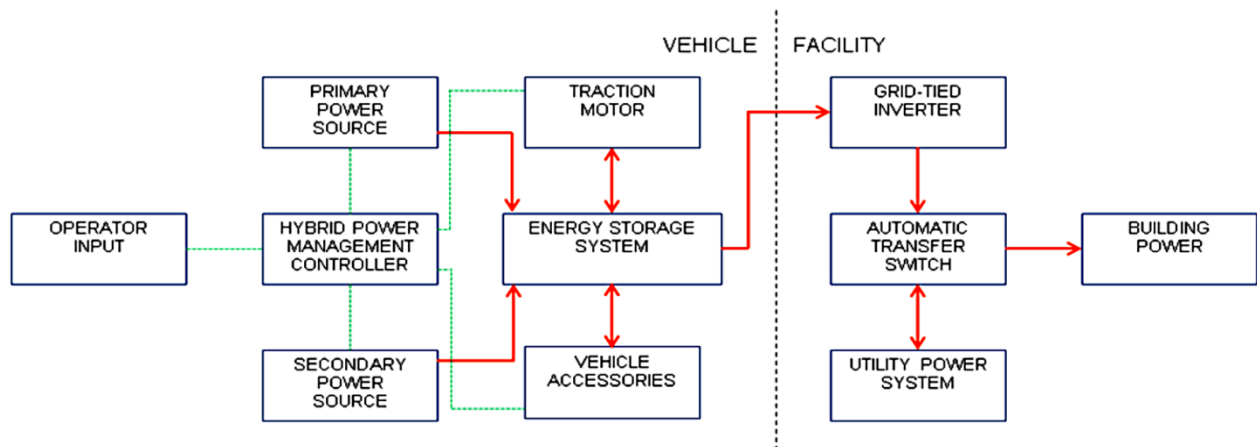 VEHICLE
FACILITY
PRIMARY
POWER
SOURCE
TRACTION
MOTOR
GRID-TIED
INVERTER
OPERATOR
INPUT
HYBRID POWER
MANAGEMENT
CONTROLLER
ENERGY STORAGE
SYSTEM
AUTOMATIC
TRANSFER
SWITCH
BUILDING
POWER
SECONDARY
POWER
SOURCE
VEHICLE
ACCESSORIES
UTILITY POWER
SYSTEM